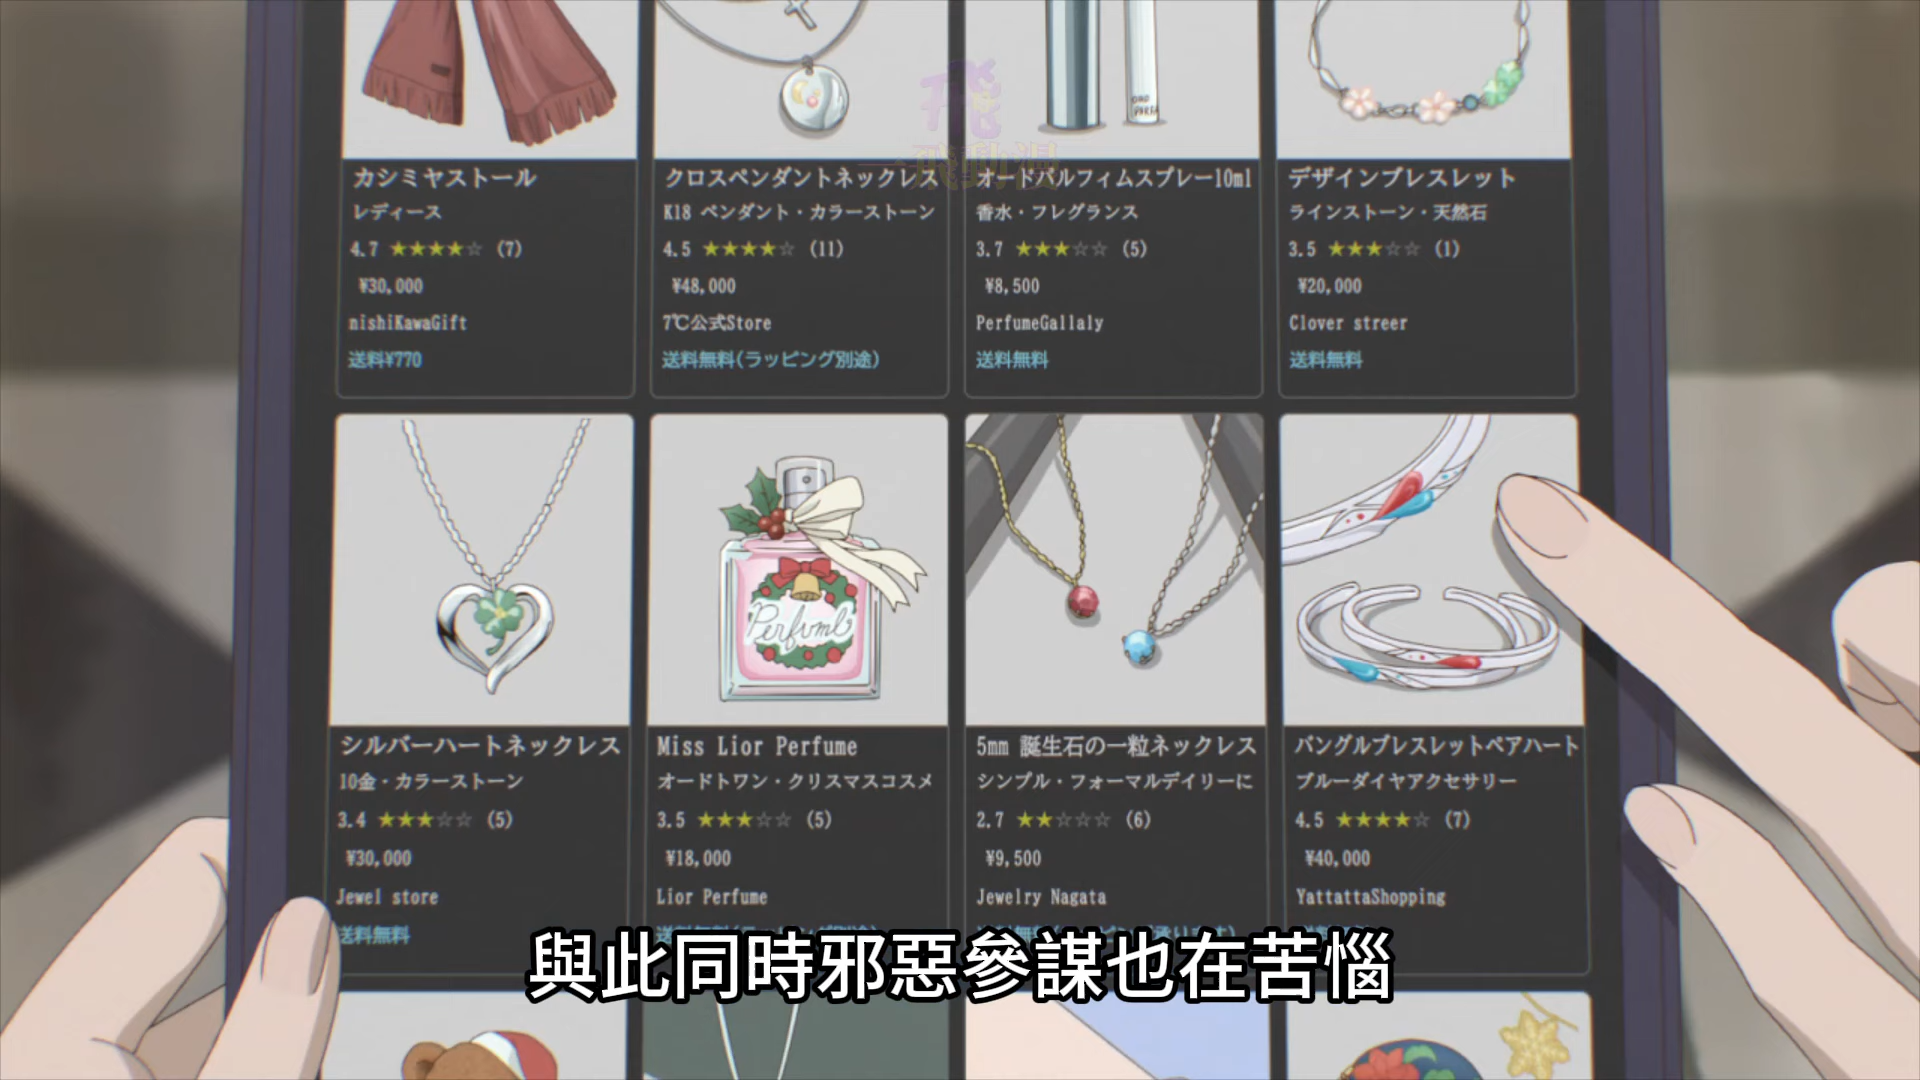 飛
一飛動漫
カシミヤストール
レディース
4.7 ★★★★☆ (7)
¥30,000
nishiKawaGift
送料¥770
クロスペンダントネックレス
K18 ペンダント・カラーストーン
4.5 ★★★★☆ (11)
¥48,000
7℃公式Store
送料無料(ラッピング別途)
オードパルフィムスプレー10ml
香水・フレグランス
3.7 ★★★☆☆ (5)
¥8,500
PerfumeGallaly
送料無料
デザインブレスレット
ラインストーン・天然石
3.5 ★★★☆☆ (1)
¥20,000
Clover streer
送料無料
シルバーハートネックレス
10金・カラーストーン
3.4 ★★★☆☆ (5)
¥30,000
Jewel store
送料無料
Perfume
Miss Lior Perfume
オードトワン・クリスマスコスメ
3.5 ★★★☆☆ (5)
¥18,000
Lior Perfume
5mm 誕生石の一粒ネックレス
シンプル・フォーマルデイリーに
2.7 ★★☆☆☆ (6)
¥9,500
Jewelry Nagata
バングルブレスレットペアハート
ブルーダイヤアクセサリー
4.5 ★★★★☆ (7)
¥40,000
YattattaShopping
與此同時邪惡參謀也在苦惱